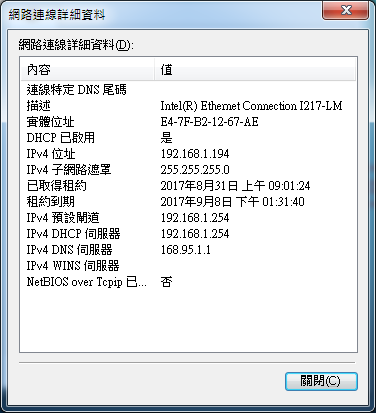 網路連線詳細資料
網路連線詳細資料(D):
內容 值
連線特定 DNS 尾碼
描述 Intel(R) Ethernet Connection I217-LM
實體位址 E4-7F-B2-12-67-AE
DHCP 已啟用 是
IPv4 位址 192.168.1.194
IPv4 子網路遮罩 255.255.255.0
已取得租約 2017年8月31日 上午 09:01:24
租約到期 2017年9月8日 下午 01:31:40
IPv4 預設閘道 192.168.1.254
IPv4 DHCP 伺服器 192.168.1.254
IPv4 DNS 伺服器 168.95.1.1
IPv4 WINS 伺服器
NetBIOS over Tcpip 已... 否
關閉(C)